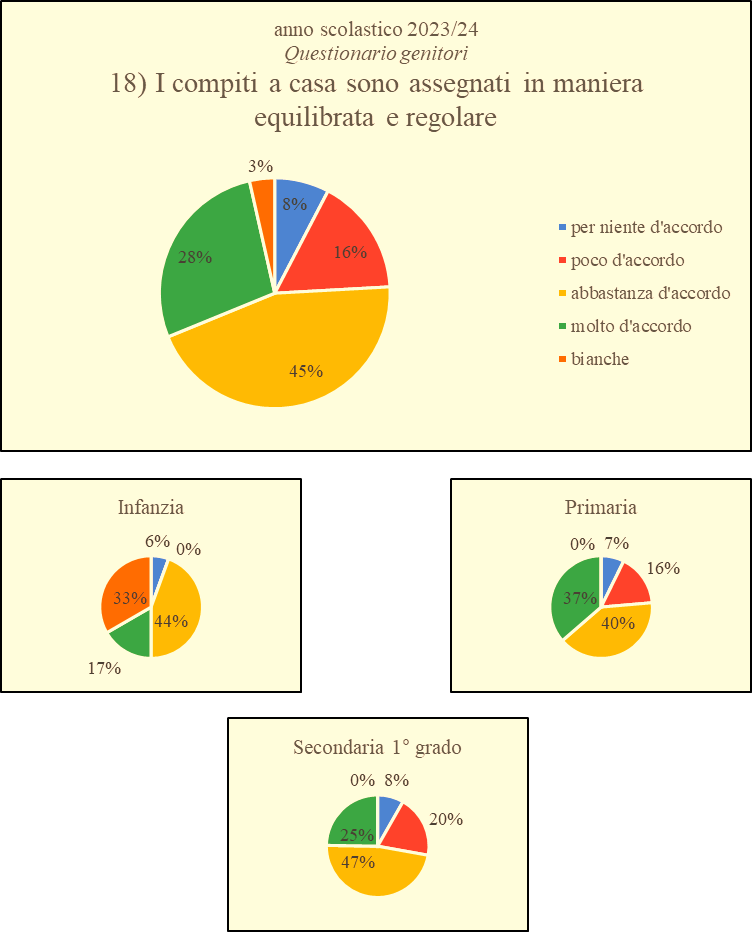 anno scolastico 2023/24
Questionario genitori
18) I compiti a casa sono assegnati in maniera
equilibrata e regolare
3%
8%
16%
28%
45%
per niente d'accordo
poco d'accordo
abbastanza d'accordo
molto d'accordo
bianche
Infanzia
6%
0%
33%
44%
17%
Primaria
0%
7%
16%
37%
40%
Secondaria 1° grado
0%
8%
20%
25%
47%